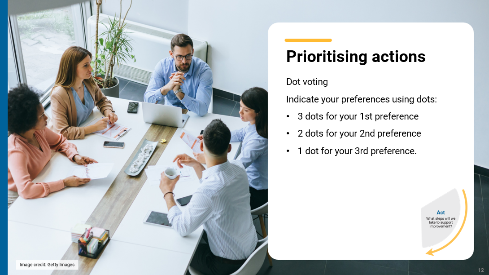 Prioritising actions
Dot voting
Indicate your preferences using dots:
• 3 dots for your 1st preference
• 2 dots for your 2nd preference
• 1 dot for your 3rd preference.
Act
What steps will we
take to support
improvement?
Image credit: Getty Images
13